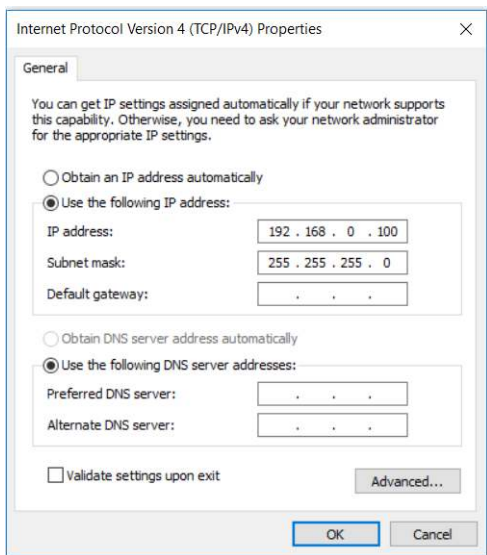 Internet Protocol Version 4 (TCP/IPv4) Properties
General
You can get IP settings assigned automatically if your network supports
this capability. Otherwise, you need to ask your network administrator
for the appropriate IP settings.
Obtain an IP address automatically
Use the following IP address:
IP address: 192 . 168 . 0 . 100
Subnet mask: 255 . 255 . 255 . 0
Default gateway: . . .
Obtain DNS server address automatically
Use the following DNS server addresses:
Preferred DNS server: . . .
Alternate DNS server: . . .
Validate settings upon exit
Advanced...
OK Cancel